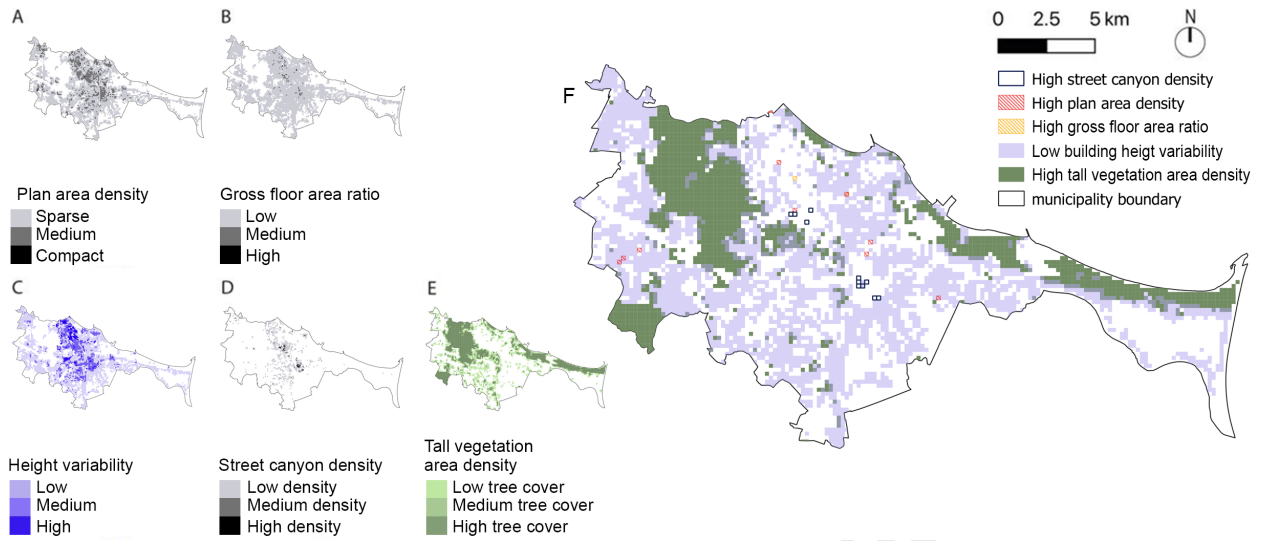 A
B
0 2.5 5 km
N
F
High street canyon density
High plan area density
High gross floor area ratio
Low building heigt variability
High tall vegetation area density
municipality boundary
Plan area density
Sparse
Medium
Compact
Gross floor area ratio
Low
Medium
High
C
D
E
Height variability
Low
Medium
High
Street canyon density
Low density
Medium density
High density
Tall vegetation
area density
Low tree cover
Medium tree cover
High tree cover